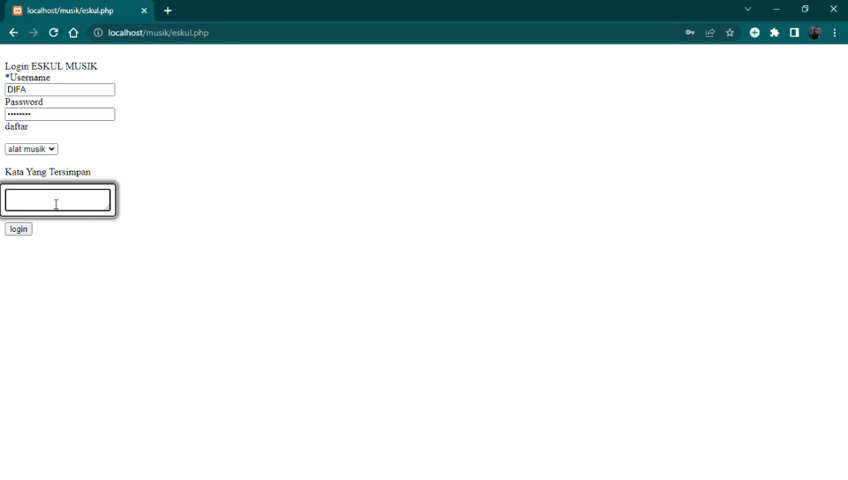 localhost/musik/eskul.php
localhost/musik/eskul.php
Login ESKUL MUSIK
*Username
DIFA
Password
••••••••
daftar
alat musik
Kata Yang Tersimpan
login